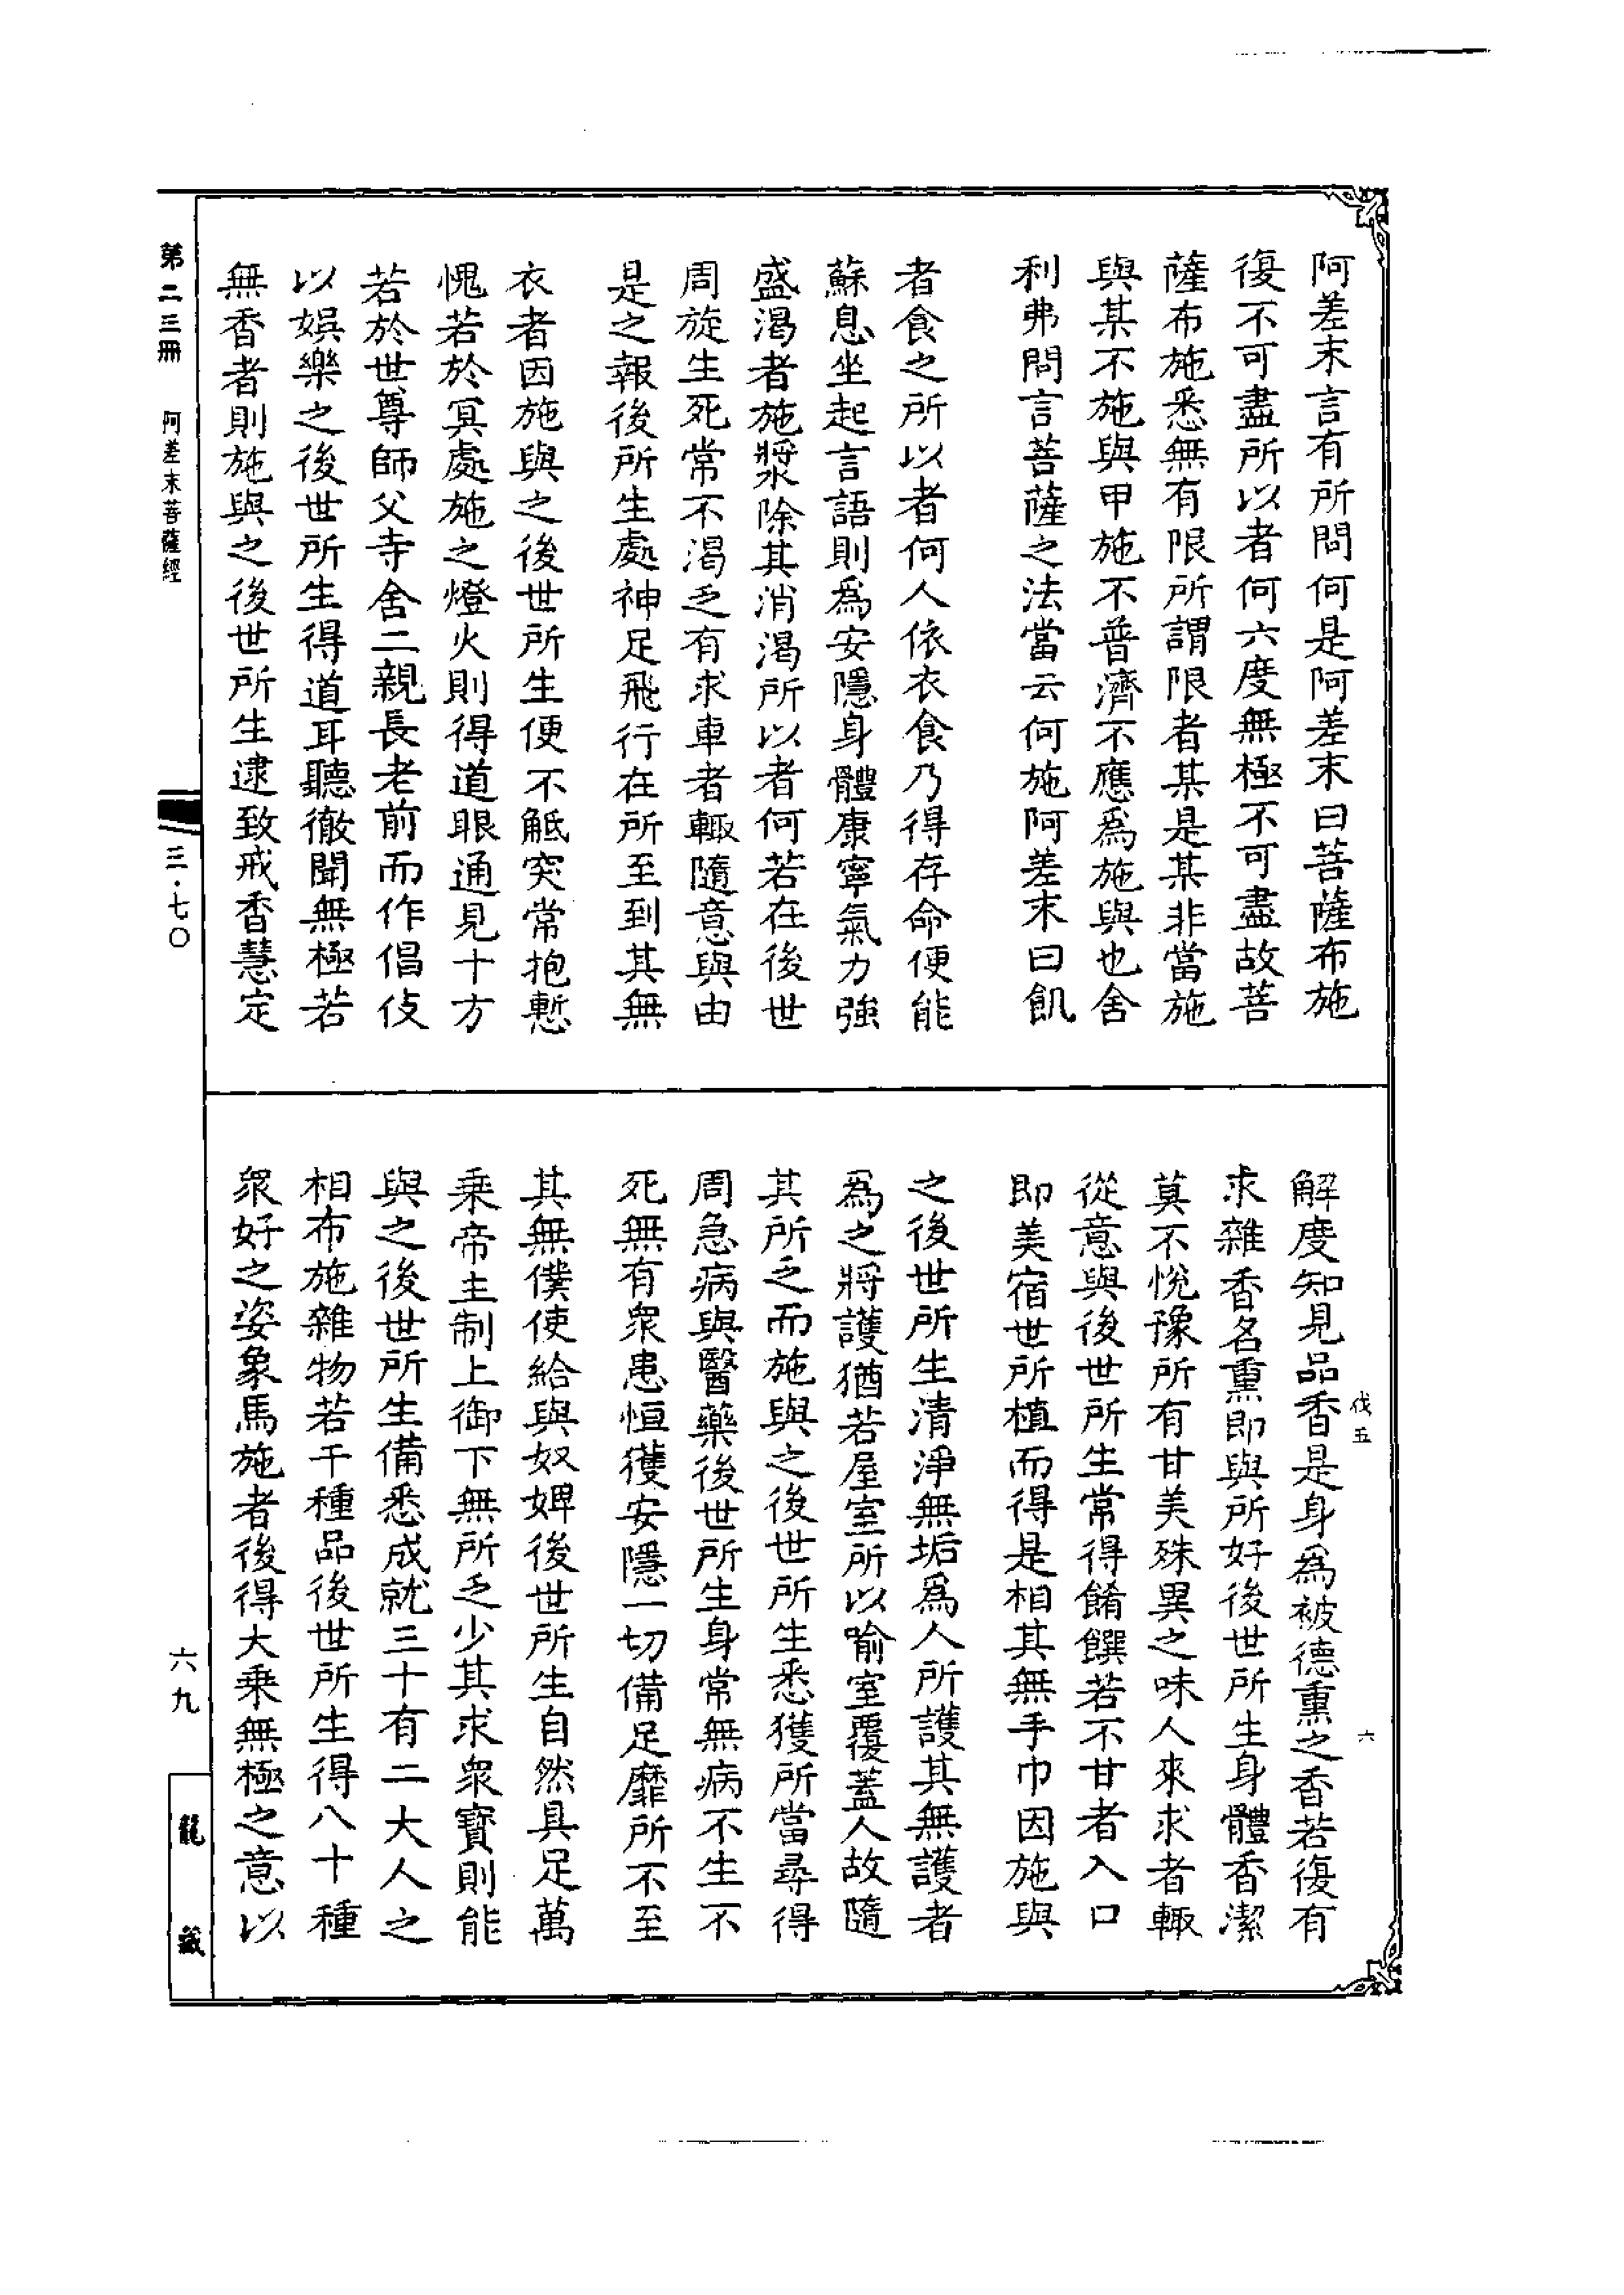 阿差末言有所問何是阿差末曰菩薩布施
復不可盡所以者何六度無極不可盡故菩
薩布施悉無有限所謂限者某是某非當施
與某不施與甲施不普濟不應爲施與也舍
利弗問言菩薩之法當云何施阿差末曰飢
者食之所以者何人依衣食乃得存命便能
蘇息坐起言語則爲安隱身體康寧氣力強
盛渴者施漿除其消渴所以者何若在後世
周旋生死常不渴乏有求車者輙隨意與由
是之報後所生處神足飛行在所至到其無
衣者因施與之後世所生便不觝突常抱慙
愧若於冥處施之燈火則得道眼通見十方
若於世尊師父寺舍二親長老前而作倡伎
以娛樂之後世所生得道耳聽徹聞無極若
無香者則施與之後世所生逮致戒香慧定
解度知見品香是身爲被德熏之香若復有
求雜香名熏即與所好後世所生身體香潔
莫不悅豫所有甘美殊異之味人來求者輙
從意與後世所生常得餚饌若不甘者入口
即美宿世所植而得是相其無手巾因施與
之後世所生清淨無垢爲人所護其無護者
爲之將護猶若屋室所以喻室覆蓋人故隨
其所乏而施與之後世所生悉獲所當尋得
周急病與醫藥後世所生身常無病不生不
死無有衆患恒獲安隱一切備足靡所不至
其無僕使給與奴婢後世所生自然具足萬
乘帝主制上御下無所乏少其求衆寶則能
與之後世所生備悉成就三十有二大人之
相布施雜物若干種品後世所生得八十種
衆好之姿象馬施者後得大乘無極之意以
伐五
六
第二三冊
阿差末菩薩經
三·七〇
六九
龍藏